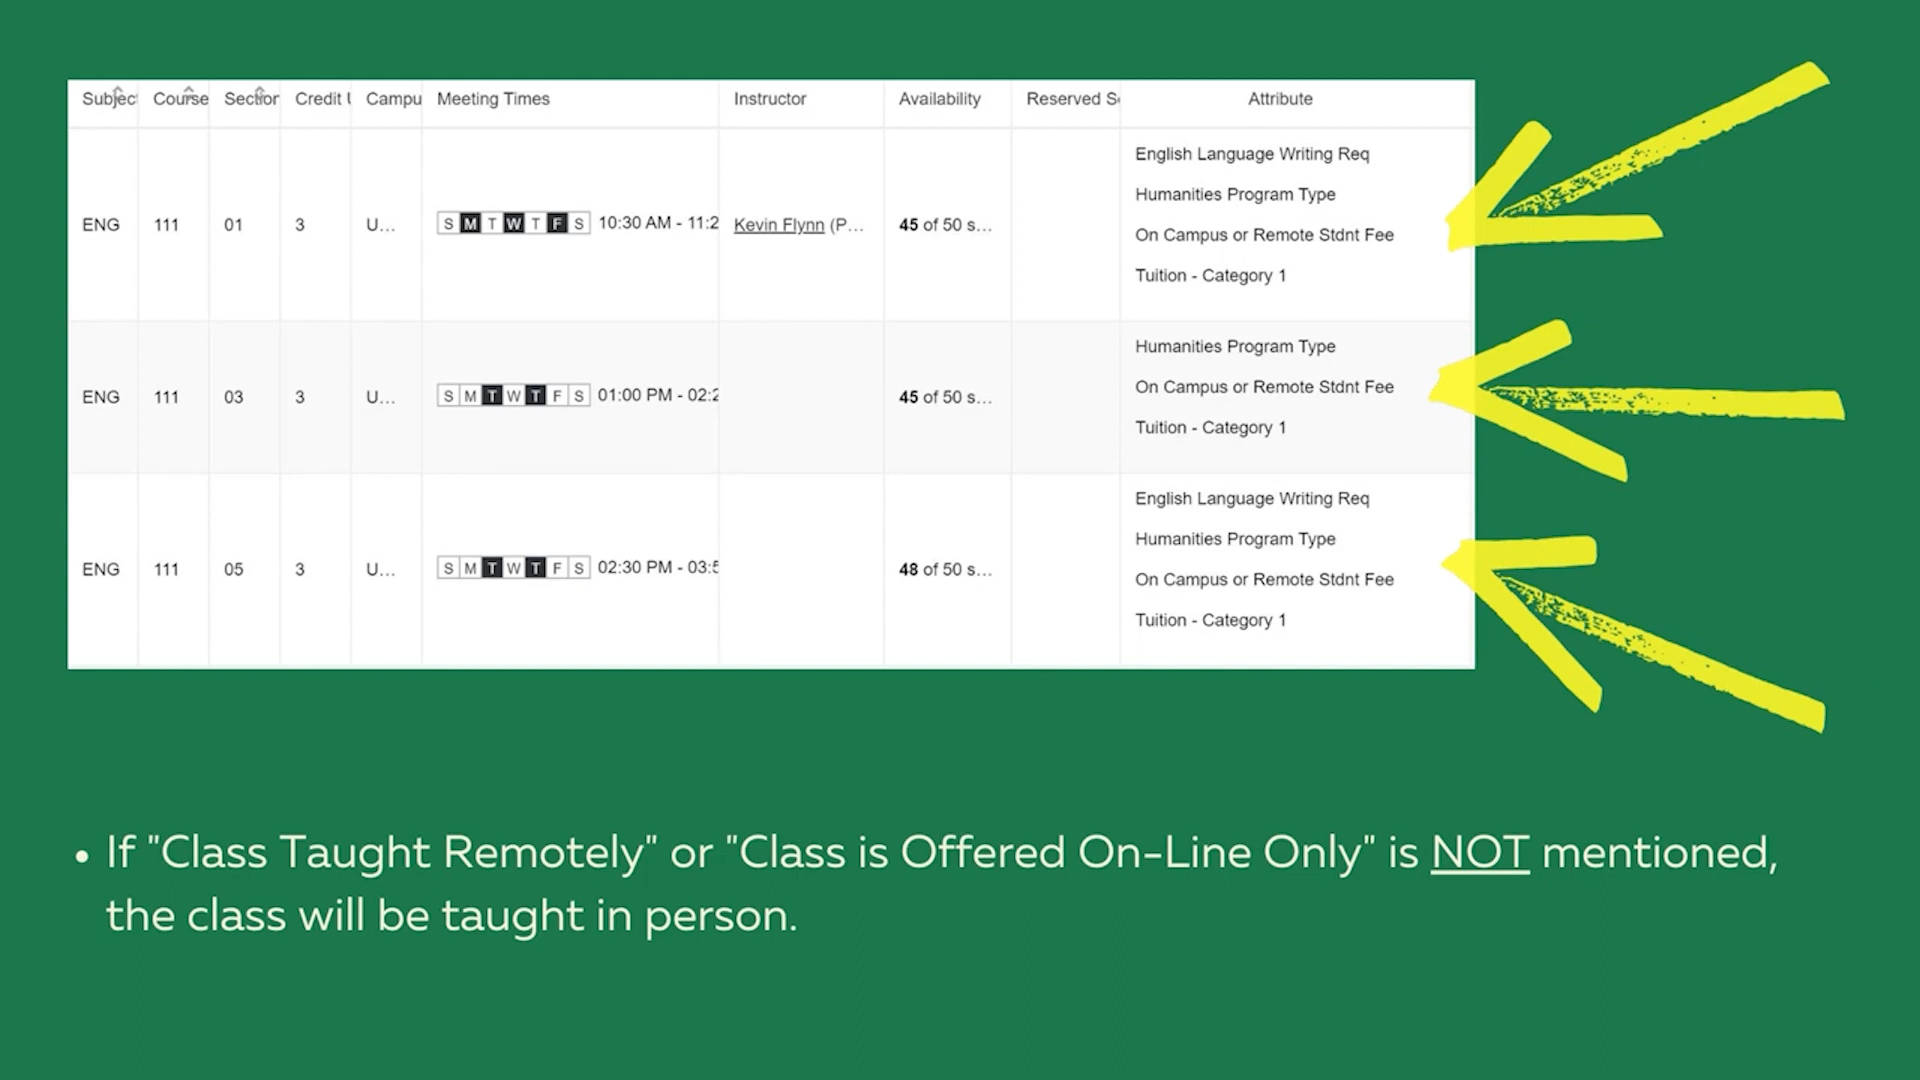 Subject Course Section Credit Campu Meeting Times Instructor Availability Reserved Attribute
English Language Writing Req
Humanities Program Type
ENG 111 01 3 U... S M T W T F S 10:30 AM - 11:2 Kevin Flynn (P... 45 of 50 s...
On Campus or Remote Stdnt Fee
Tuition - Category 1
Humanities Program Type
ENG 111 03 3 U... S M T W T F S 01:00 PM - 02:2 45 of 50 s...
On Campus or Remote Stdnt Fee
Tuition - Category 1
English Language Writing Req
Humanities Program Type
ENG 111 05 3 U... S M T W T F S 02:30 PM - 03:5 48 of 50 s...
On Campus or Remote Stdnt Fee
Tuition - Category 1
• If "Class Taught Remotely" or "Class is Offered On-Line Only" is NOT mentioned,
the class will be taught in person.